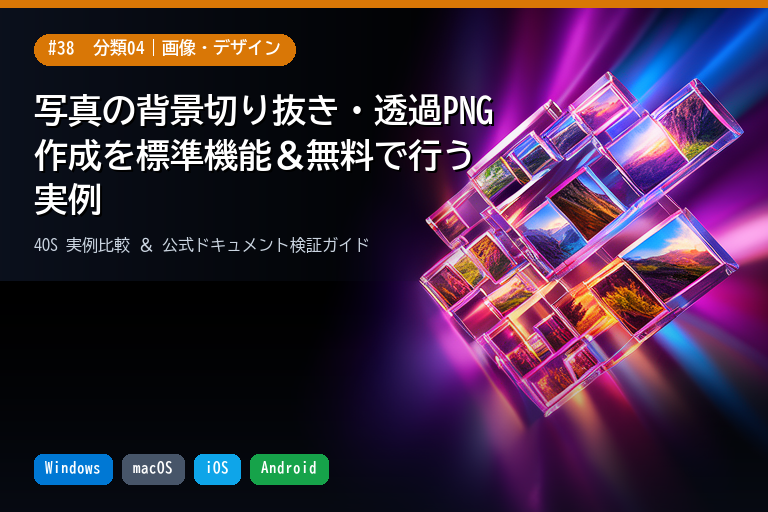 #38 分類04｜画像・デザイン
写真の背景切り抜き・透過PNG
作成を標準機能＆無料で行う
実例
4OS 実例比較 ＆ 公式ドキュメント検証ガイド
Windows
macOS
iOS
Android